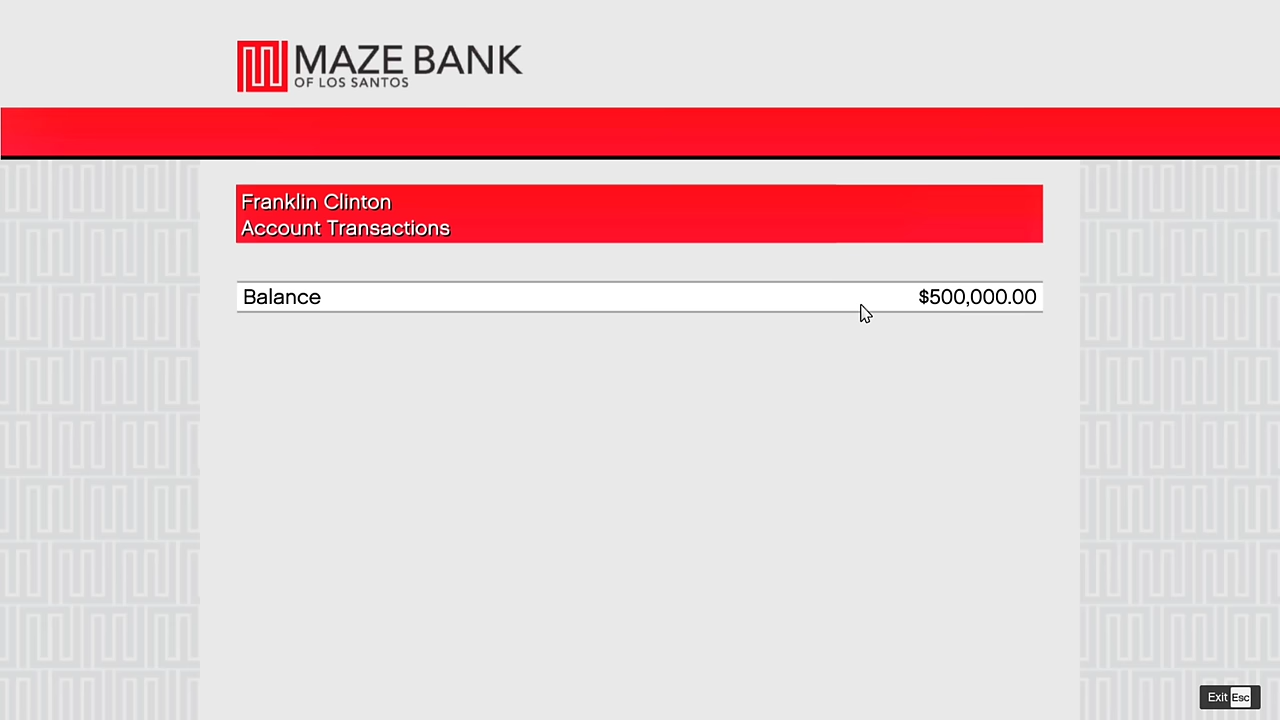 MAZE BANK
OF LOS SANTOS
Franklin Clinton
Account Transactions
Balance $500,000.00
Exit Esc